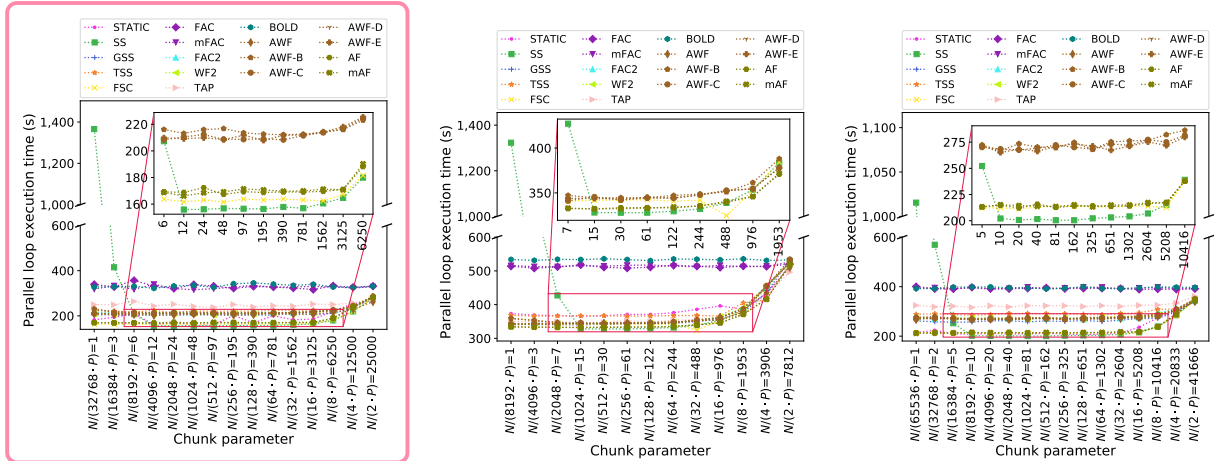 STATIC
SS
GSS
TSS
FSC
FAC
mFAC
FAC2
WF2
TAP
BOLD
AWF
AWF-B
AWF-C
AWF-D
AWF-E
AF
mAF
Parallel loop execution time (s)
1,400
1,200
1,000
600
400
200
220
200
180
160
6
12
24
48
97
195
390
781
1562
3125
6250
N/(32768 · P)=1
N/(16384 · P)=3
N/(8192 · P)=6
N/(4096 · P)=12
N/(2048 · P)=24
N/(1024 · P)=48
N/(512 · P)=97
N/(256 · P)=195
N/(128 · P)=390
N/(64 · P)=781
N/(32 · P)=1562
N/(16 · P)=3125
N/(8 · P)=6250
N/(4 · P)=12500
N/(2 · P)=25000
Chunk parameter
STATIC
SS
GSS
TSS
FSC
FAC
mFAC
FAC2
WF2
TAP
BOLD
AWF
AWF-B
AWF-C
AWF-D
AWF-E
AF
mAF
Parallel loop execution time (s)
1,400
1,200
1,000
600
500
400
300
400
350
7
15
30
61
122
244
488
976
1953
N/(8192 · P)=1
N/(4096 · P)=3
N/(2048 · P)=7
N/(1024 · P)=15
N/(512 · P)=30
N/(256 · P)=61
N/(128 · P)=122
N/(64 · P)=244
N/(32 · P)=488
N/(16 · P)=976
N/(8 · P)=1953
N/(4 · P)=3906
N/(2 · P)=7812
Chunk parameter
STATIC
SS
GSS
TSS
FSC
FAC
mFAC
FAC2
WF2
TAP
BOLD
AWF
AWF-B
AWF-C
AWF-D
AWF-E
AF
mAF
Parallel loop execution time (s)
1,100
1,000
600
400
200
275
250
225
200
5
10
20
40
81
162
325
651
1302
2604
5208
10416
N/(65536 · P)=1
N/(32768 · P)=2
N/(16384 · P)=5
N/(8192 · P)=10
N/(4096 · P)=20
N/(2048 · P)=40
N/(1024 · P)=81
N/(512 · P)=162
N/(256 · P)=325
N/(128 · P)=651
N/(64 · P)=1302
N/(32 · P)=2604
N/(16 · P)=5208
N/(8 · P)=10416
N/(4 · P)=20833
N/(2 · P)=41666
Chunk parameter